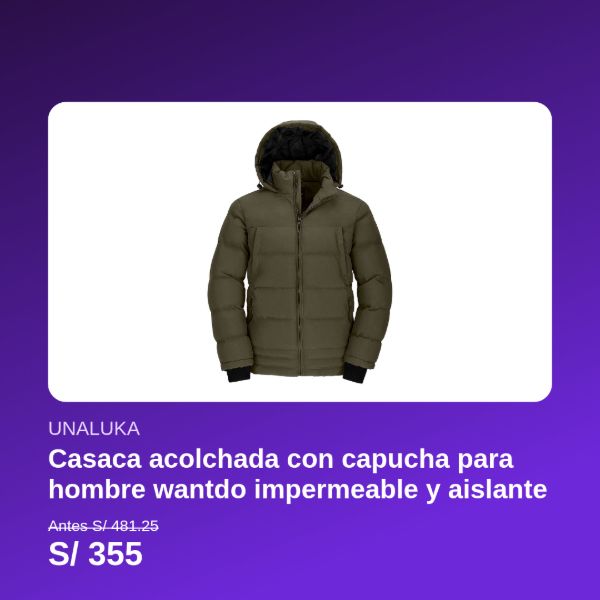 UNALUKA
Casaca acolchada con capucha para
hombre wantdo impermeable y aislante
Antes S/ 481.25
S/ 355